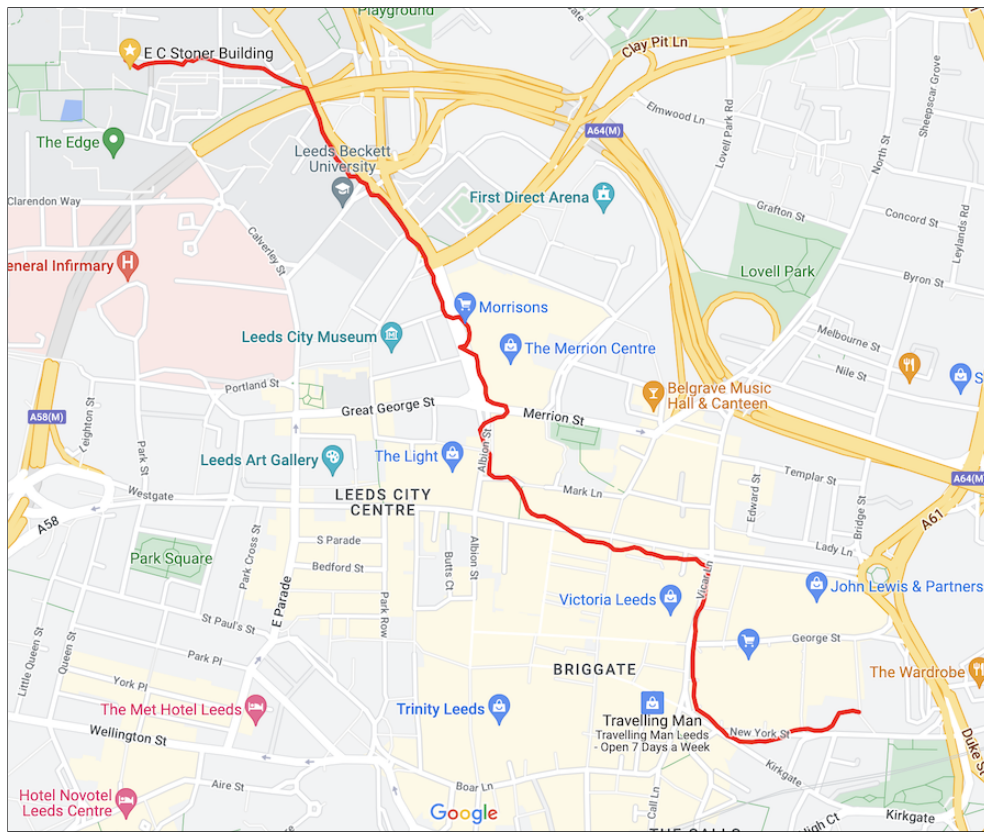 Playground
E C Stoner Building
Clay Pit Ln
Elmwood Ln
Lovell Park Rd
Sheepscar Grove
North St
A64(M)
The Edge
Leeds Beckett
University
First Direct Arena
Clarendon Way
Grafton St
Concord St
Leylands Rd
Calverley St
General Infirmary
Lovell Park
Byron St
Morrisons
Leeds City Museum
The Merrion Centre
Melbourne St
Nile St
S
Portland St
Great George St
Merrion St
Belgrave Music
Hall & Canteen
A58(M)
Leighton St
Park St
Albion St
The Light
Leeds Art Gallery
Templar St
A64(M)
Mark Ln
Edward St
Bridge St
Westgate
LEEDS CITY
CENTRE
A58
A61
Lady Ln
S Parade
Park Square
Park Cross St
Bedford St
Butts Ct
Albion St
Vicar Ln
Victoria Leeds
John Lewis & Partners
E Parade
Park Row
St Paul's St
George St
Little Queen St
Queen St
Park Pl
BRIGGATE
The Wardrobe
York Pl
The Met Hotel Leeds
Trinity Leeds
Travelling Man
Travelling Man Leeds
- Open 7 Days a Week
New York St
Wellington St
Kirkgate
Duke St
Aire St
Boar Ln
Call Ln
Hotel Novotel
Leeds Centre
Google
High Ct
Kirkgate
THE CALLS